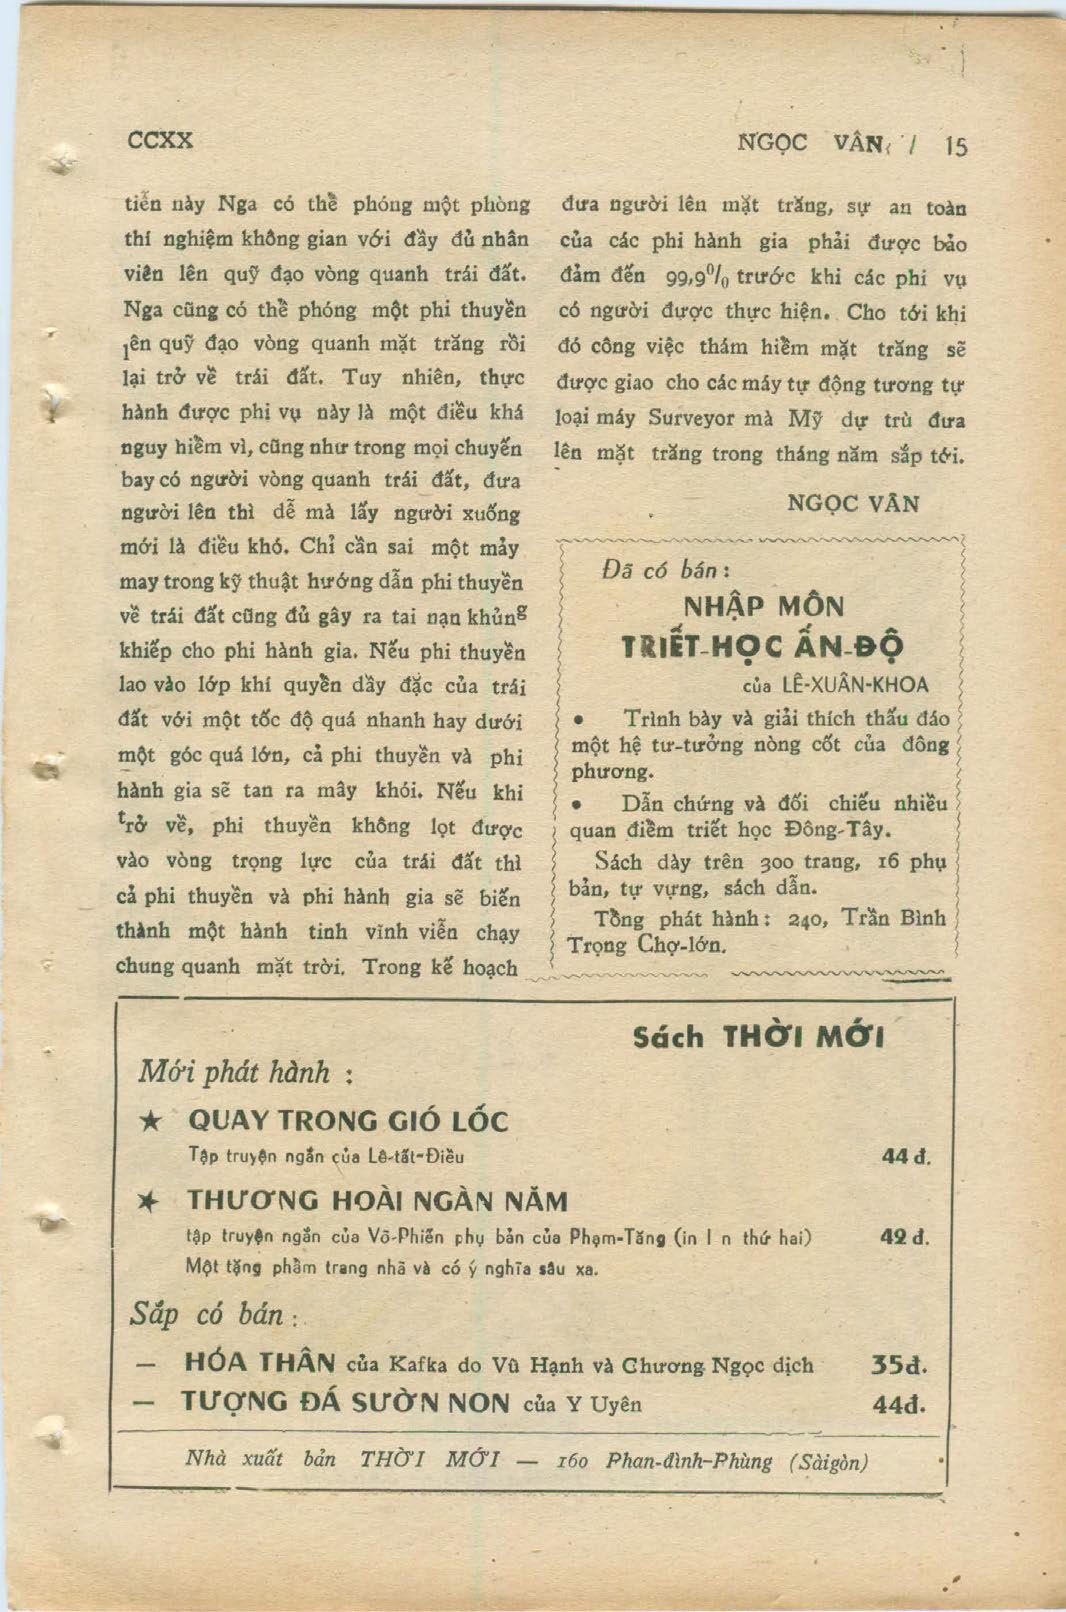 CCXX
NGỌC VÂN / 15
tiễn này Nga có thể phóng một phòng
thí nghiệm không gian với đầy đủ nhân
viên lên quỹ đạo vòng quanh trái đất.
Nga cũng có thể phóng một phi thuyền
lên quỹ đạo vòng quanh mặt trăng rồi
lại trở về trái đất. Tuy nhiên, thực
hành được phi vụ này là một điều khá
nguy hiểm vì, cũng như trong mọi chuyến
bay có người vòng quanh trái đất, đưa
người lên thì dễ mà lấy người xuống
mới là điều khó. Chỉ cần sai một mảy
may trong kỹ thuật hướng dẫn phi thuyền
về trái đất cũng đủ gây ra tai nạn khủng
khiếp cho phi hành gia. Nếu phi thuyền
lao vào lớp khí quyển dầy đặc của trái
đất với một tốc độ quá nhanh hay dưới
một góc quá lớn, cả phi thuyền và phi
hành gia sẽ tan ra mây khói. Nếu khi
trở về, phi thuyền không lọt được
vào vòng trọng lực của trái đất thì
cả phi thuyền và phi hành gia sẽ biến
thành một hành tinh vĩnh viễn chạy
chung quanh mặt trời. Trong kế hoạch
đưa người lên mặt trăng, sự an toàn
của các phi hành gia phải được bảo
đảm đến 99,9% trước khi các phi vụ
có người được thực hiện. Cho tới khi
đó công việc thám hiểm mặt trăng sẽ
được giao cho các máy tự động tương tự
loại máy Surveyor mà Mỹ dự trù đưa
lên mặt trăng trong tháng năm sắp tới.
NGỌC VÂN
Đã có bán :
NHẬP MÔN
TRIẾT-HỌC ẤN-ĐỘ
của LÊ-XUÂN-KHOA
• Trình bày và giải thích thấu đáo
một hệ tư-tưởng nòng cốt của đông
phương.
• Dẫn chứng và đối chiếu nhiều
quan điểm triết học Đông-Tây.
Sách dày trên 300 trang, 16 phụ
bản, tự vựng, sách dẫn.
Tổng phát hành : 240, Trần Bình
Trọng Chợ-lớn.
Sách THỜI MỚI
Mới phát hành :
★ QUAY TRONG GIÓ LỐC
Tập truyện ngắn của Lê-tất-Điều 44 đ.
★ THƯƠNG HOÀI NGÀN NĂM
tập truyện ngắn của Võ-Phiến phụ bản của Phạm-Tăng (in l n thứ hai) 42 đ.
Một tặng phẩm trang nhã và có ý nghĩa sâu xa.
Sắp có bán :
— HÓA THÂN của Kafka do Vũ Hạnh và Chương Ngọc dịch 35đ.
— TƯỢNG ĐÁ SƯỜN NON của Y Uyên 44đ.
Nhà xuất bản THỜI MỚI — 160 Phan-đình-Phùng (Sàigòn)